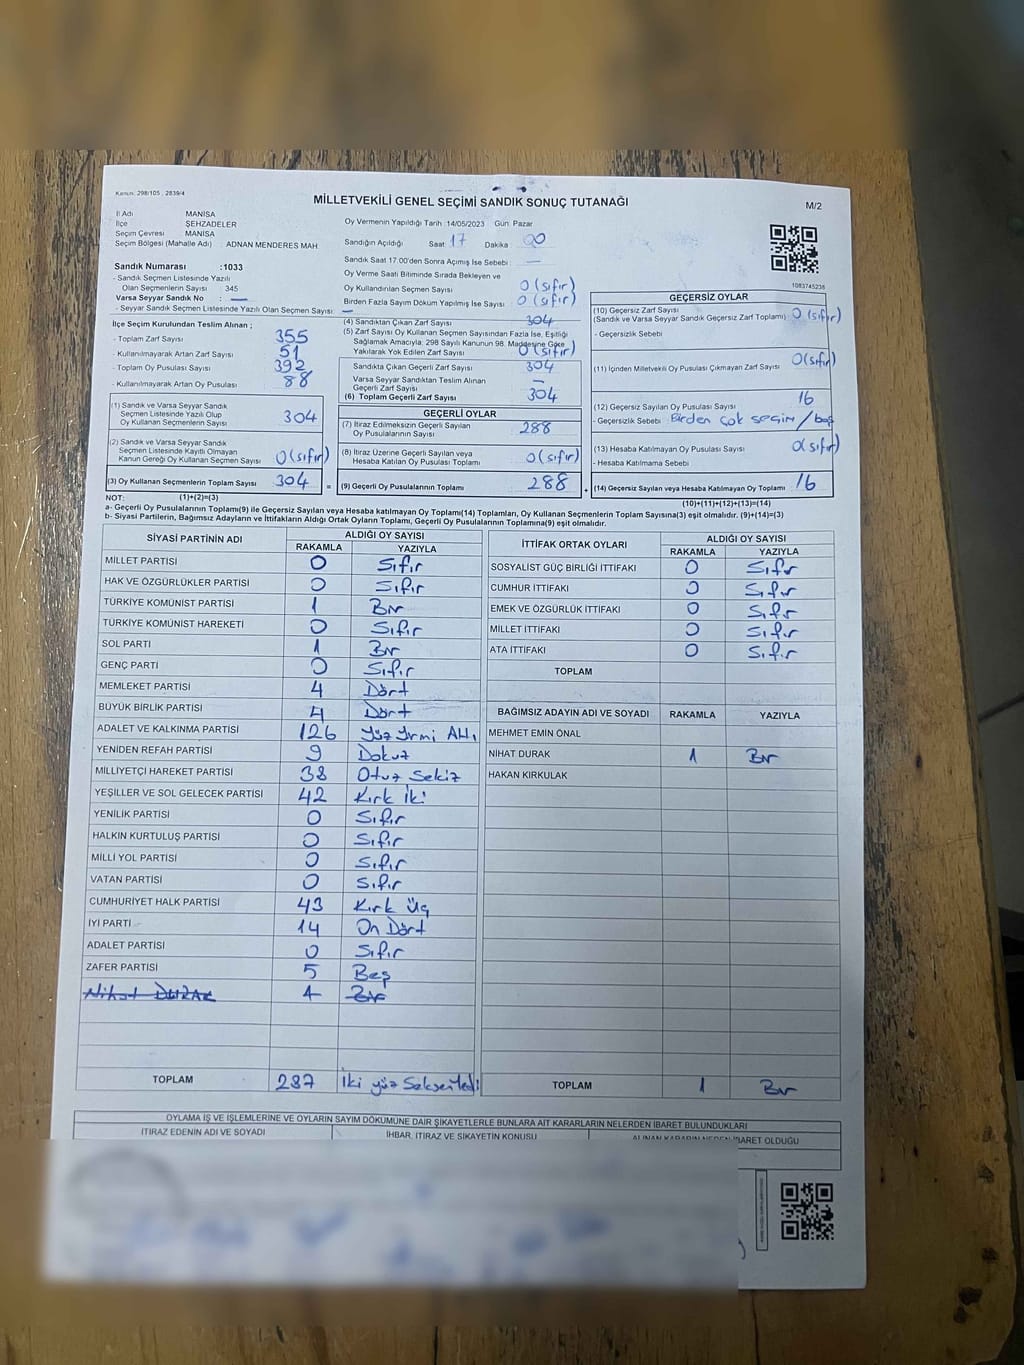 Kanun: 298/105 , 2839/4
MİLLETVEKİLİ GENEL SEÇİMİ SANDIK SONUÇ TUTANAĞI
M/2
İl Adı MANİSA
İlçe ŞEHZADELER
Seçim Çevresi MANİSA
Seçim Bölgesi (Mahalle Adı) : ADNAN MENDERES MAH
Oy Vermenin Yapıldığı Tarih :14/05/2023 Gün: Pazar
Sandığın Açıldığı Saat 17 Dakika 00
Sandık Saat 17.00'den Sonra Açımış İse Sebebi : —
Oy Verme Saati Bitiminde Sırada Bekleyen ve
Oy Kullandırılan Seçmen Sayısı 0 (sıfır)
Birden Fazla Sayım Döküm Yapılmış İse Sayısı 0 (sıfır)
Sandık Numarası :1033
- Sandık Seçmen Listesinde Yazılı
Olan Seçmenlerin Sayısı 345
Varsa Seyyar Sandık No : —
- Seyyar Sandık Seçmen Listesinde Yazılı Olan Seçmen Sayısı: —
İlçe Seçim Kurulundan Teslim Alınan ;
- Toplam Zarf Sayısı 355
- Kullanılmayarak Artan Zarf Sayısı 51
- Toplam Oy Pusulası Sayısı 392
- Kullanılmayarak Artan Oy Pusulası 88
(1) Sandık ve Varsa Seyyar Sandık
Seçmen Listesinde Yazılı Olup
Oy Kullanan Seçmenlerin Sayısı 304
(2) Sandık ve Varsa Seyyar Sandık
Seçmen Listesinde Kayıtlı Olmayan
Kanun Gereği Oy Kullanan Seçmen Sayısı 0 (sıfır)
(3) Oy Kullanan Seçmenlerin Toplam Sayısı 304 =
(4) Sandıktan Çıkan Zarf Sayısı 304
(5) Zarf Sayısı Oy Kullanan Seçmen Sayısından Fazla İse, Eşitliği
Sağlamak Amacıyla; 298 Sayılı Kanunun 98. Maddesine Göre
Yakılarak Yok Edilen Zarf Sayısı 0 (sıfır)
Sandıkta Çıkan Geçerli Zarf Sayısı 304
Varsa Seyyar Sandıktan Teslim Alınan
Geçerli Zarf Sayısı —
(6) Toplam Geçerli Zarf Sayısı 304
GEÇERLİ OYLAR
(7) İtiraz Edilmeksizin Geçerli Sayılan
Oy Pusulalarının Sayısı 288
(8) İtiraz Üzerine Geçerli Sayılan veya
Hesaba Katılan Oy Pusulası Toplamı 0 (sıfır)
(9) Geçerli Oy Pusulalarının Toplamı 288 +
1083745236
GEÇERSİZ OYLAR
(10) Geçersiz Zarf Sayısı
(Sandık ve Varsa Seyyar Sandık Geçersiz Zarf Toplamı) 0 (sıfır)
- Geçersizlik Sebebi
(11) İçinden Milletvekili Oy Pusulası Çıkmayan Zarf Sayısı 0 (sıfır)
(12) Geçersiz Sayılan Oy Pusulası Sayısı 16
- Geçersizlik Sebebi Birden çok seçim / boş
(13) Hesaba Katılmayan Oy Pusulası Sayısı 0 (sıfır)
- Hesaba Katılmama Sebebi
(14) Geçersiz Sayılan veya Hesaba Katılmayan Oy Toplamı 16
NOT: (1)+(2)=(3)
(10)+(11)+(12)+(13)=(14)
a- Geçerli Oy Pusulalarının Toplamı(9) ile Geçersiz Sayılan veya Hesaba katılmayan Oy Toplamı(14) Toplamları, Oy Kullanan Seçmenlerin Toplam Sayısına(3) eşit olmalıdır. (9)+(14)=(3)
b- Siyasi Partilerin, Bağımsız Adayların ve İttifakların Aldığı Ortak Oyların Toplamı, Geçerli Oy Pusulalarının Toplamına(9) eşit olmalıdır.
SİYASİ PARTİNİN ADI ALDIĞI OY SAYISI
RAKAMLA YAZIYLA
MİLLET PARTİSİ 0 Sıfır
HAK VE ÖZGÜRLÜKLER PARTİSİ 0 Sıfır
TÜRKİYE KOMÜNİST PARTİSİ 1 Bir
TÜRKİYE KOMÜNİST HAREKETİ 0 Sıfır
SOL PARTİ 1 Bir
GENÇ PARTİ 0 Sıfır
MEMLEKET PARTİSİ 4 Dört
BÜYÜK BİRLİK PARTİSİ 4 Dört
ADALET VE KALKINMA PARTİSİ 126 Yüz Yirmi Altı
YENİDEN REFAH PARTİSİ 9 Dokuz
MİLLİYETÇİ HAREKET PARTİSİ 38 Otuz Sekiz
YEŞİLLER VE SOL GELECEK PARTİSİ 42 Kırk İki
YENİLİK PARTİSİ 0 Sıfır
HALKIN KURTULUŞ PARTİSİ 0 Sıfır
MİLLİ YOL PARTİSİ 0 Sıfır
VATAN PARTİSİ 0 Sıfır
CUMHURİYET HALK PARTİSİ 43 Kırk Üç
İYİ PARTİ 14 On Dört
ADALET PARTİSİ 0 Sıfır
ZAFER PARTİSİ 5 Beş
Nihat DURAK 1 Bir
TOPLAM 287 İki yüz Seksen Yedi
İTTİFAK ORTAK OYLARI ALDIĞI OY SAYISI
RAKAMLA YAZIYLA
SOSYALİST GÜÇ BİRLİĞİ İTTİFAKI 0 Sıfır
CUMHUR İTTİFAKI 0 Sıfır
EMEK VE ÖZGÜRLÜK İTTİFAKI 0 Sıfır
MİLLET İTTİFAKI 0 Sıfır
ATA İTTİFAKI 0 Sıfır
TOPLAM
BAĞIMSIZ ADAYIN ADI VE SOYADI RAKAMLA YAZIYLA
MEHMET EMİN ÖNAL
NİHAT DURAK 1 Bir
HAKAN KIRKULAK
TOPLAM 1 Bir
OYLAMA İŞ VE İŞLEMLERİNE VE OYLARIN SAYIM DÖKÜMÜNE DAİR ŞİKAYETLERLE BUNLARA AİT KARARLARIN NELERDEN İBARET BULUNDUKLARI
İTİRAZ EDENİN ADI VE SOYADI İHBAR, İTİRAZ VE ŞİKAYETİN KONUSU ALINAN KARARIN NEDEN İBARET OLDUĞU